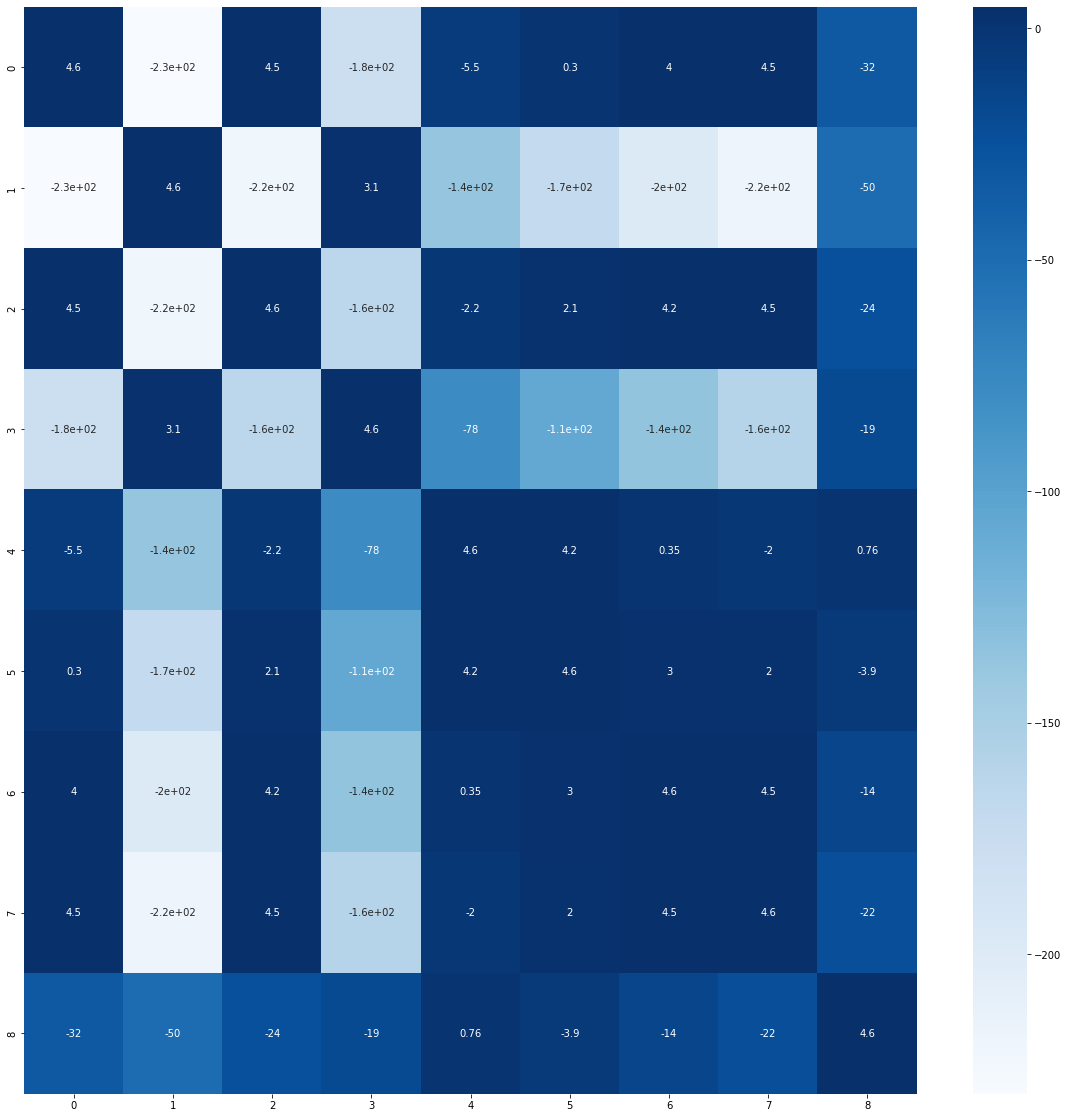 0 4.6 -2.3e+02 4.5 -1.8e+02 -5.5 0.3 4 4.5 -32 0
1 -2.3e+02 4.6 -2.2e+02 3.1 -1.4e+02 -1.7e+02 -2e+02 -2.2e+02 -50
−50
2 4.5 -2.2e+02 4.6 -1.6e+02 -2.2 2.1 4.2 4.5 -24
3 -1.8e+02 3.1 -1.6e+02 4.6 -78 -1.1e+02 -1.4e+02 -1.6e+02 -19
−100
4 -5.5 -1.4e+02 -2.2 -78 4.6 4.2 0.35 -2 0.76
5 0.3 -1.7e+02 2.1 -1.1e+02 4.2 4.6 3 2 -3.9
−150
6 4 -2e+02 4.2 -1.4e+02 0.35 3 4.6 4.5 -14
7 4.5 -2.2e+02 4.5 -1.6e+02 -2 2 4.5 4.6 -22
−200
8 -32 -50 -24 -19 0.76 -3.9 -14 -22 4.6
0 1 2 3 4 5 6 7 8